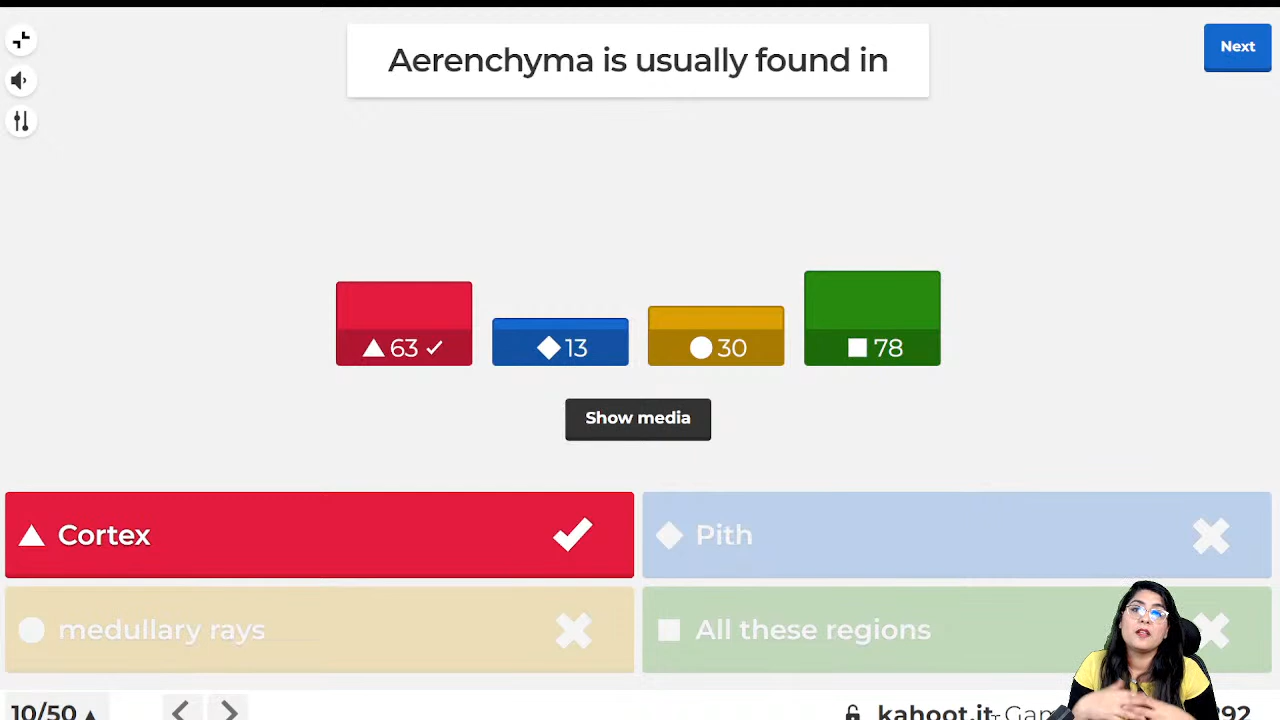 Aerenchyma is usually found in
Next
63
13
30
78
Show media
Cortex
Pith
medullary rays
All these regions
10/50
kahoot.it